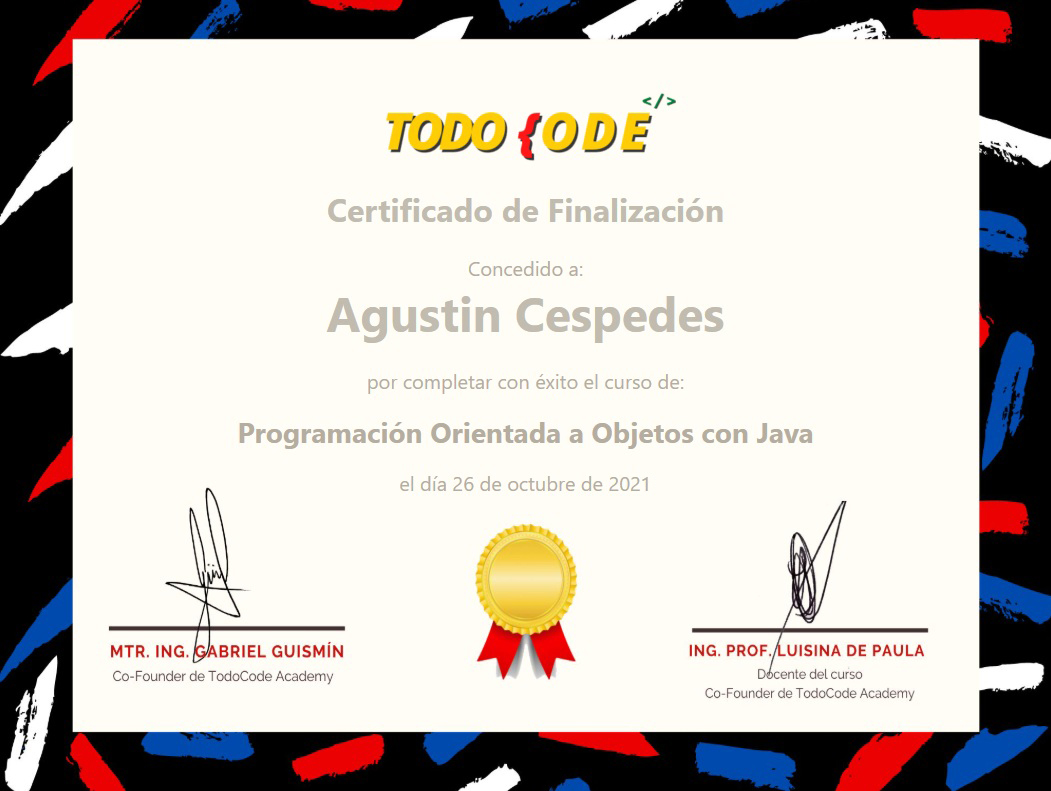 </>
TODO {ODE
Certificado de Finalización
Concedido a:
Agustin Cespedes
por completar con éxito el curso de:
Programación Orientada a Objetos con Java
el día 26 de octubre de 2021
MTR. ING. GABRIEL GUISMÍN
Co-Founder de TodoCode Academy
ING. PROF. LUISINA DE PAULA
Docente del curso
Co-Founder de TodoCode Academy